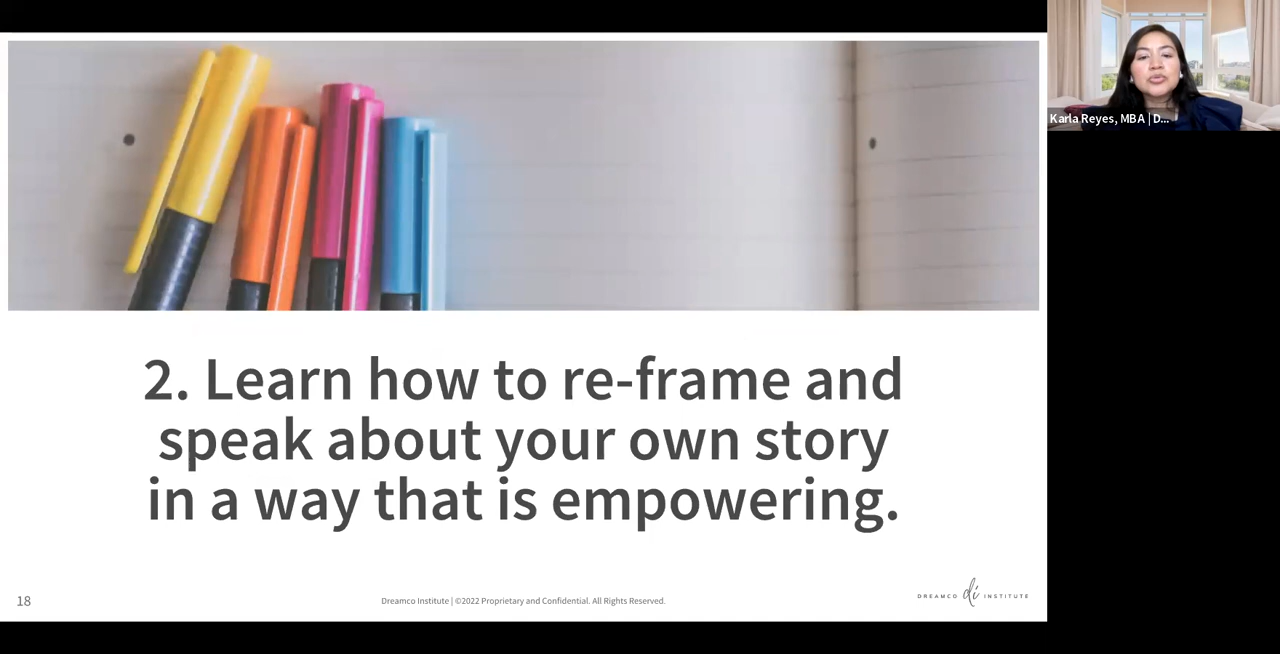 Karla Reyes, MBA | D...
2. Learn how to re-frame and
speak about your own story
in a way that is empowering.
18
Dreamco Institute | ©2022 Proprietary and Confidential. All Rights Reserved.
DREAMCO di INSTITUTE